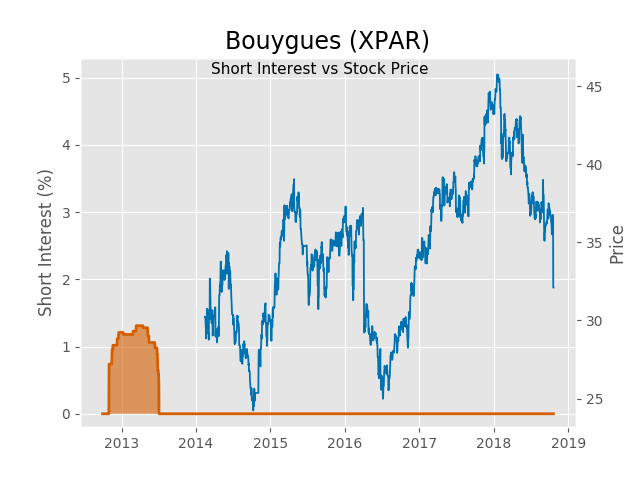 Bouygues (XPAR)
Short Interest vs Stock Price
Short Interest (%)
5
4
3
2
1
0
45
40
35
30
25
Price
2013 2014 2015 2016 2017 2018 2019